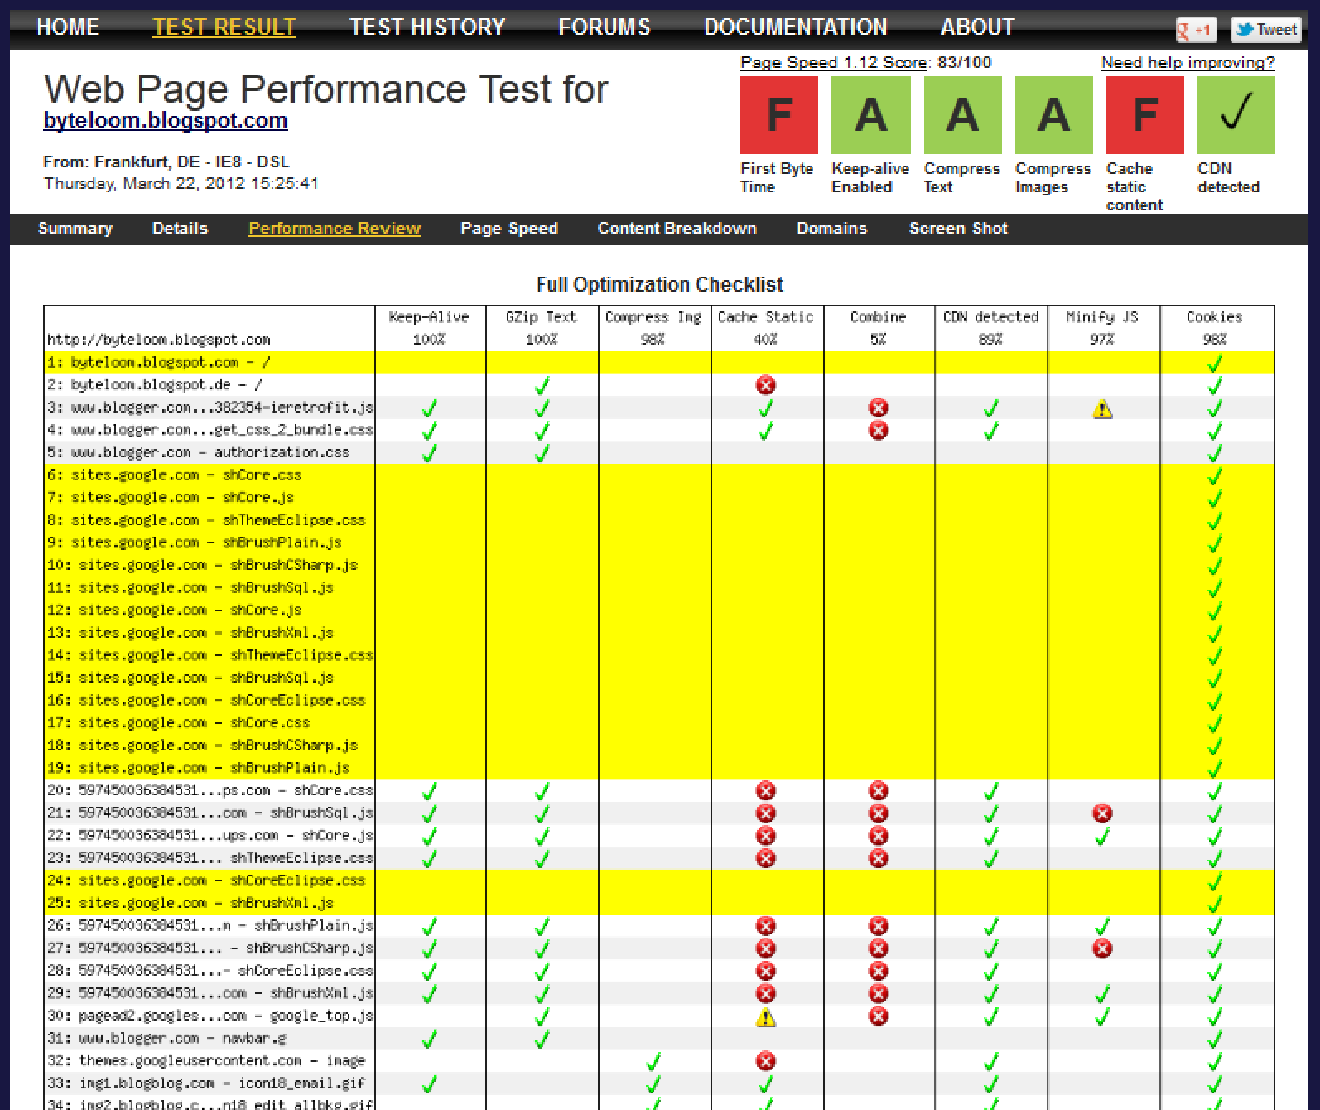 HOME TEST RESULT TEST HISTORY FORUMS DOCUMENTATION ABOUT +1 Tweet
Page Speed 1.12 Score: 83/100 Need help improving?
Web Page Performance Test for
byteloom.blogspot.com
From: Frankfurt, DE - IE8 - DSL
Thursday, March 22, 2012 15:25:41
F A A A F
First Byte Time
Keep-alive Enabled
Compress Text
Compress Images
Cache static content
CDN detected
Summary Details Performance Review Page Speed Content Breakdown Domains Screen Shot
Full Optimization Checklist
Keep-Alive GZip Text Compress Img Cache Static Combine CDN detected Minify JS Cookies
http://byteloom.blogspot.com 100% 100% 98% 40% 5% 89% 97% 98%
1: byteloom.blogspot.com - /
2: byteloom.blogspot.de - /
3: www.blogger.com...382354-ieretrofit.js
4: www.blogger.com...get_css_2_bundle.css
5: www.blogger.com - authorization.css
6: sites.google.com - shCore.css
7: sites.google.com - shCore.js
8: sites.google.com - shThemeEclipse.css
9: sites.google.com - shBrushPlain.js
10: sites.google.com - shBrushCSharp.js
11: sites.google.com - shBrushSql.js
12: sites.google.com - shCore.js
13: sites.google.com - shBrushXml.js
14: sites.google.com - shThemeEclipse.css
15: sites.google.com - shBrushSql.js
16: sites.google.com - shCoreEclipse.css
17: sites.google.com - shCore.css
18: sites.google.com - shBrushCSharp.js
19: sites.google.com - shBrushPlain.js
20: 597450036384531...ps.com - shCore.css
21: 597450036384531...com - shBrushSql.js
22: 597450036384531...ups.com - shCore.js
23: 597450036384531... shThemeEclipse.css
24: sites.google.com - shCoreEclipse.css
25: sites.google.com - shBrushXml.js
26: 597450036384531...m - shBrushPlain.js
27: 597450036384531... - shBrushCSharp.js
28: 597450036384531...- shCoreEclipse.css
29: 597450036384531...com - shBrushXml.js
30: pagead2.googles...com - google_top.js
31: www.blogger.com - navbar.g
32: themes.googleusercontent.com - image
33: img1.blogblog.com - icon18_email.gif
34: img2.blogblog.c...n18_edit_allbkg.gif